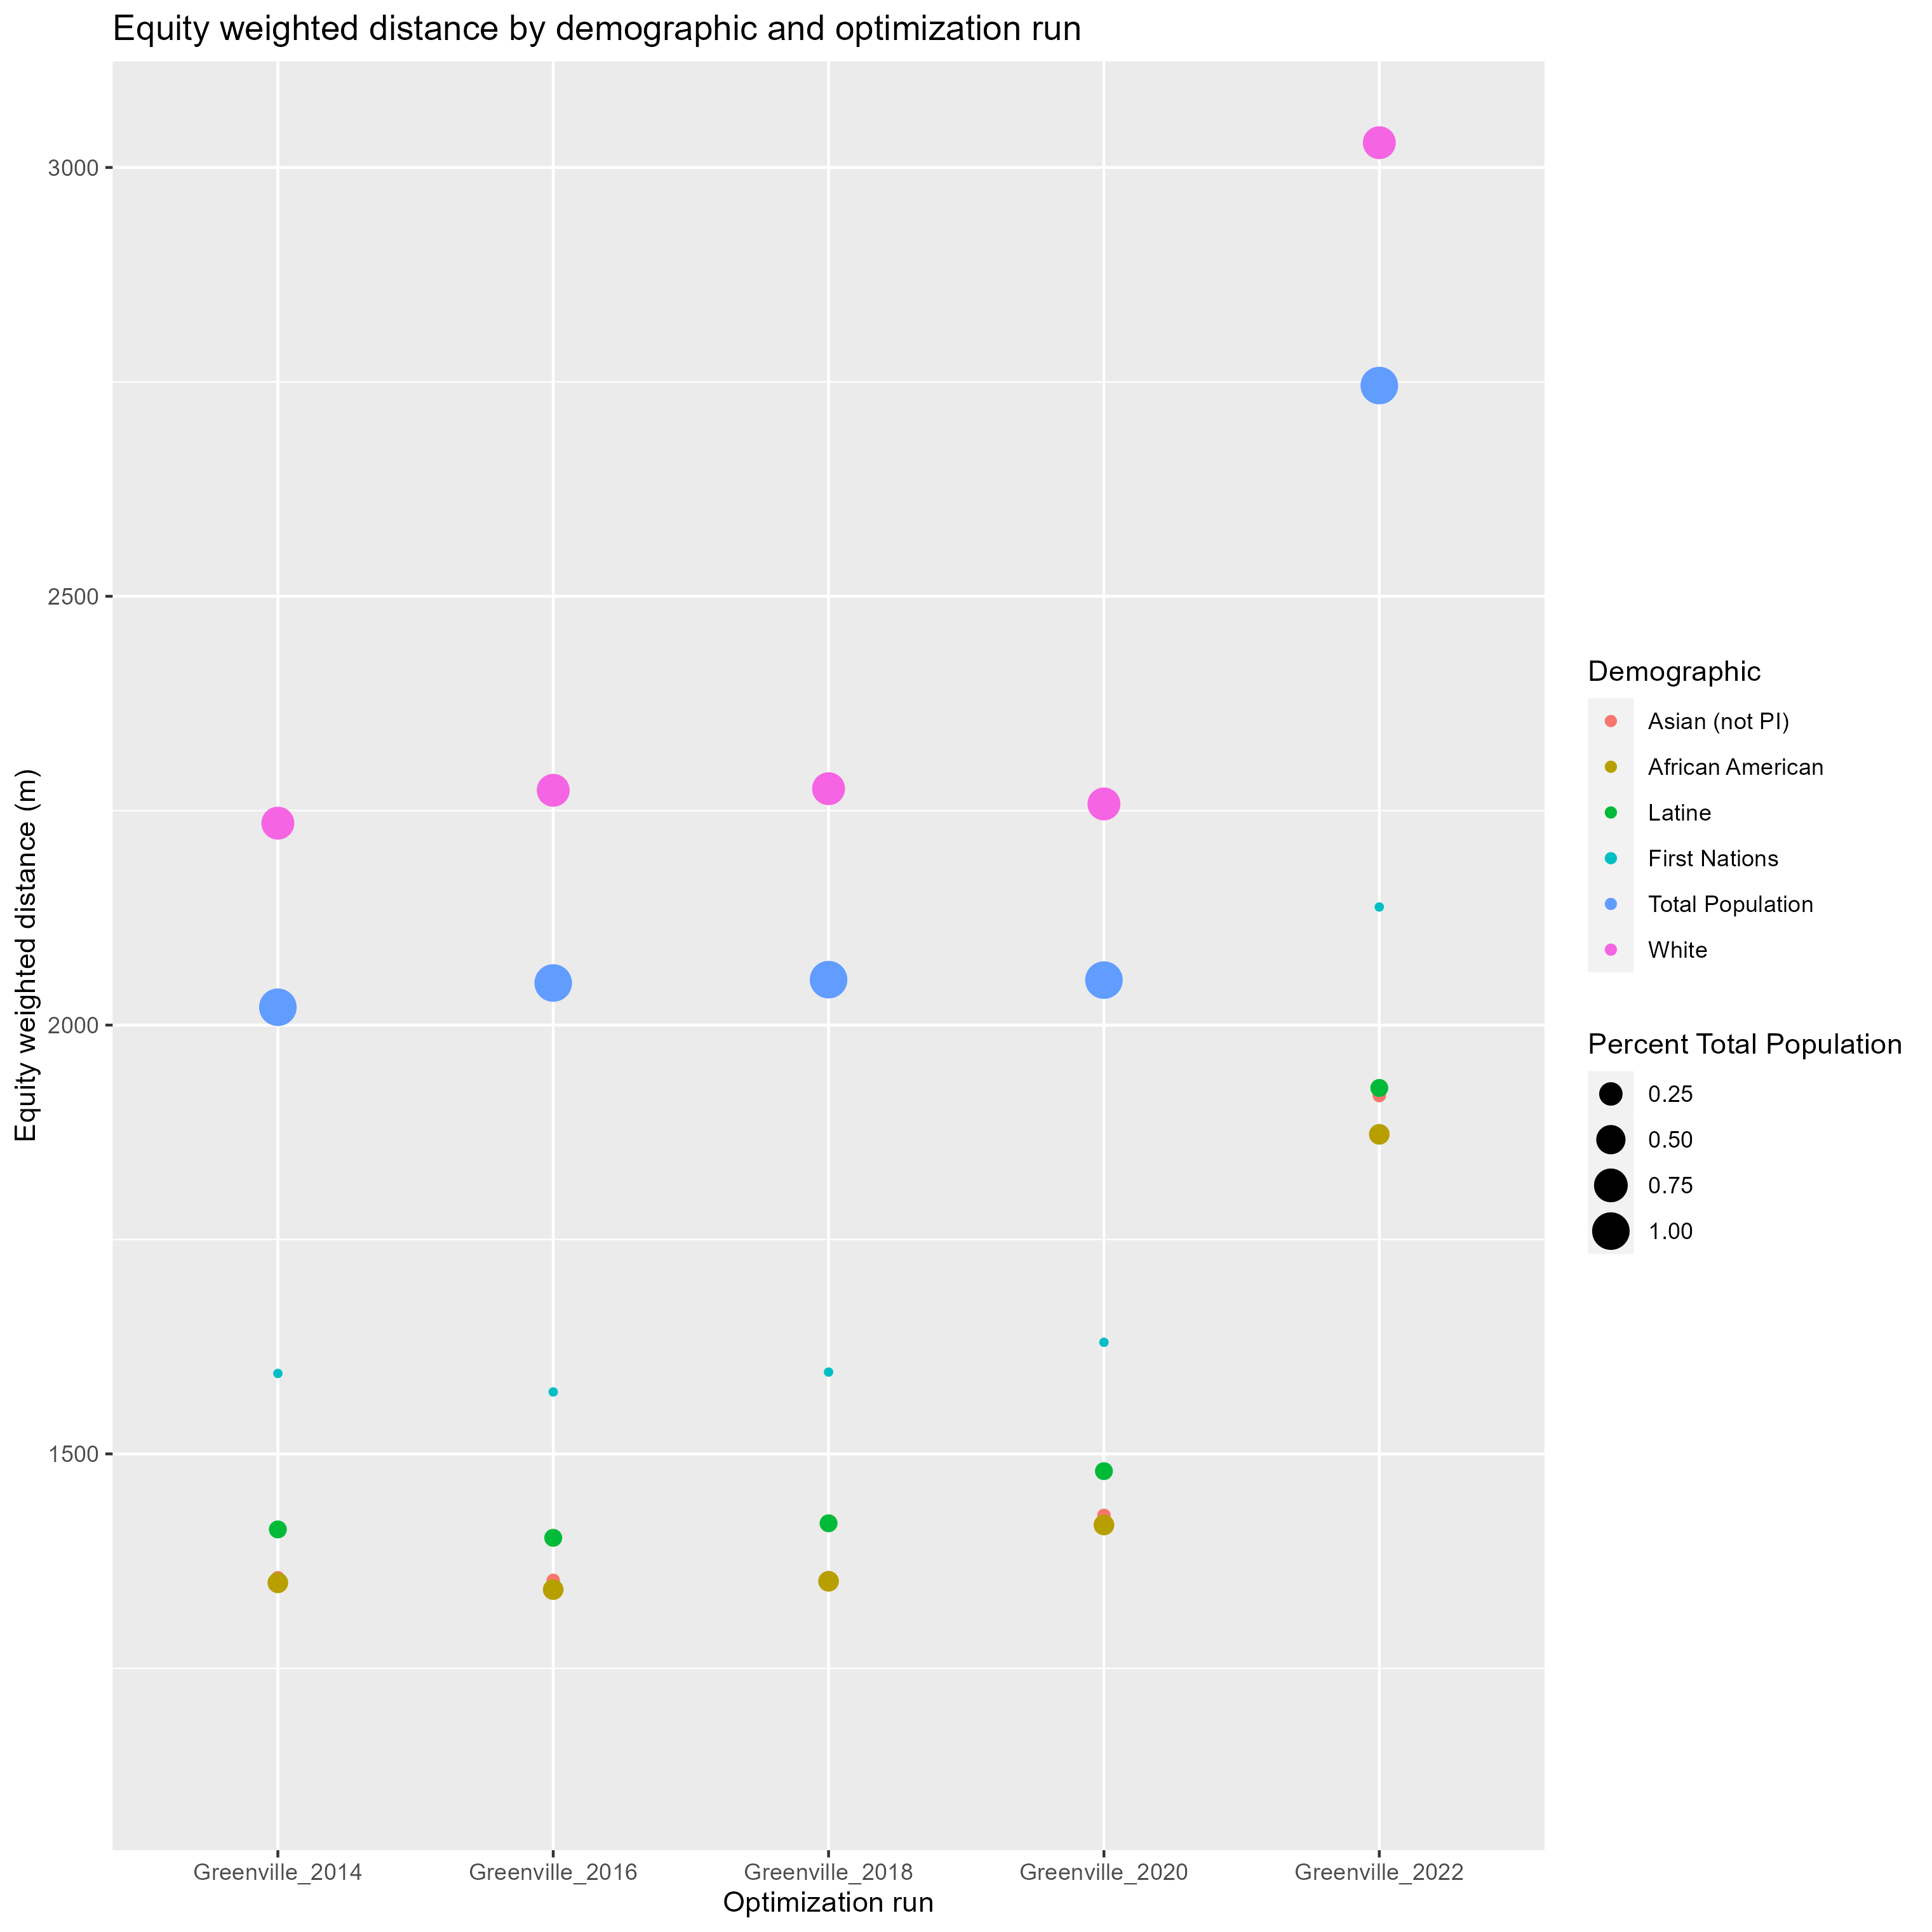 Equity weighted distance by demographic and optimization run
3000
2500
2000
1500
Equity weighted distance (m)
Greenville_2014
Greenville_2016
Greenville_2018
Greenville_2020
Greenville_2022
Optimization run
Demographic
Asian (not PI)
African American
Latine
First Nations
Total Population
White
Percent Total Population
0.25
0.50
0.75
1.00